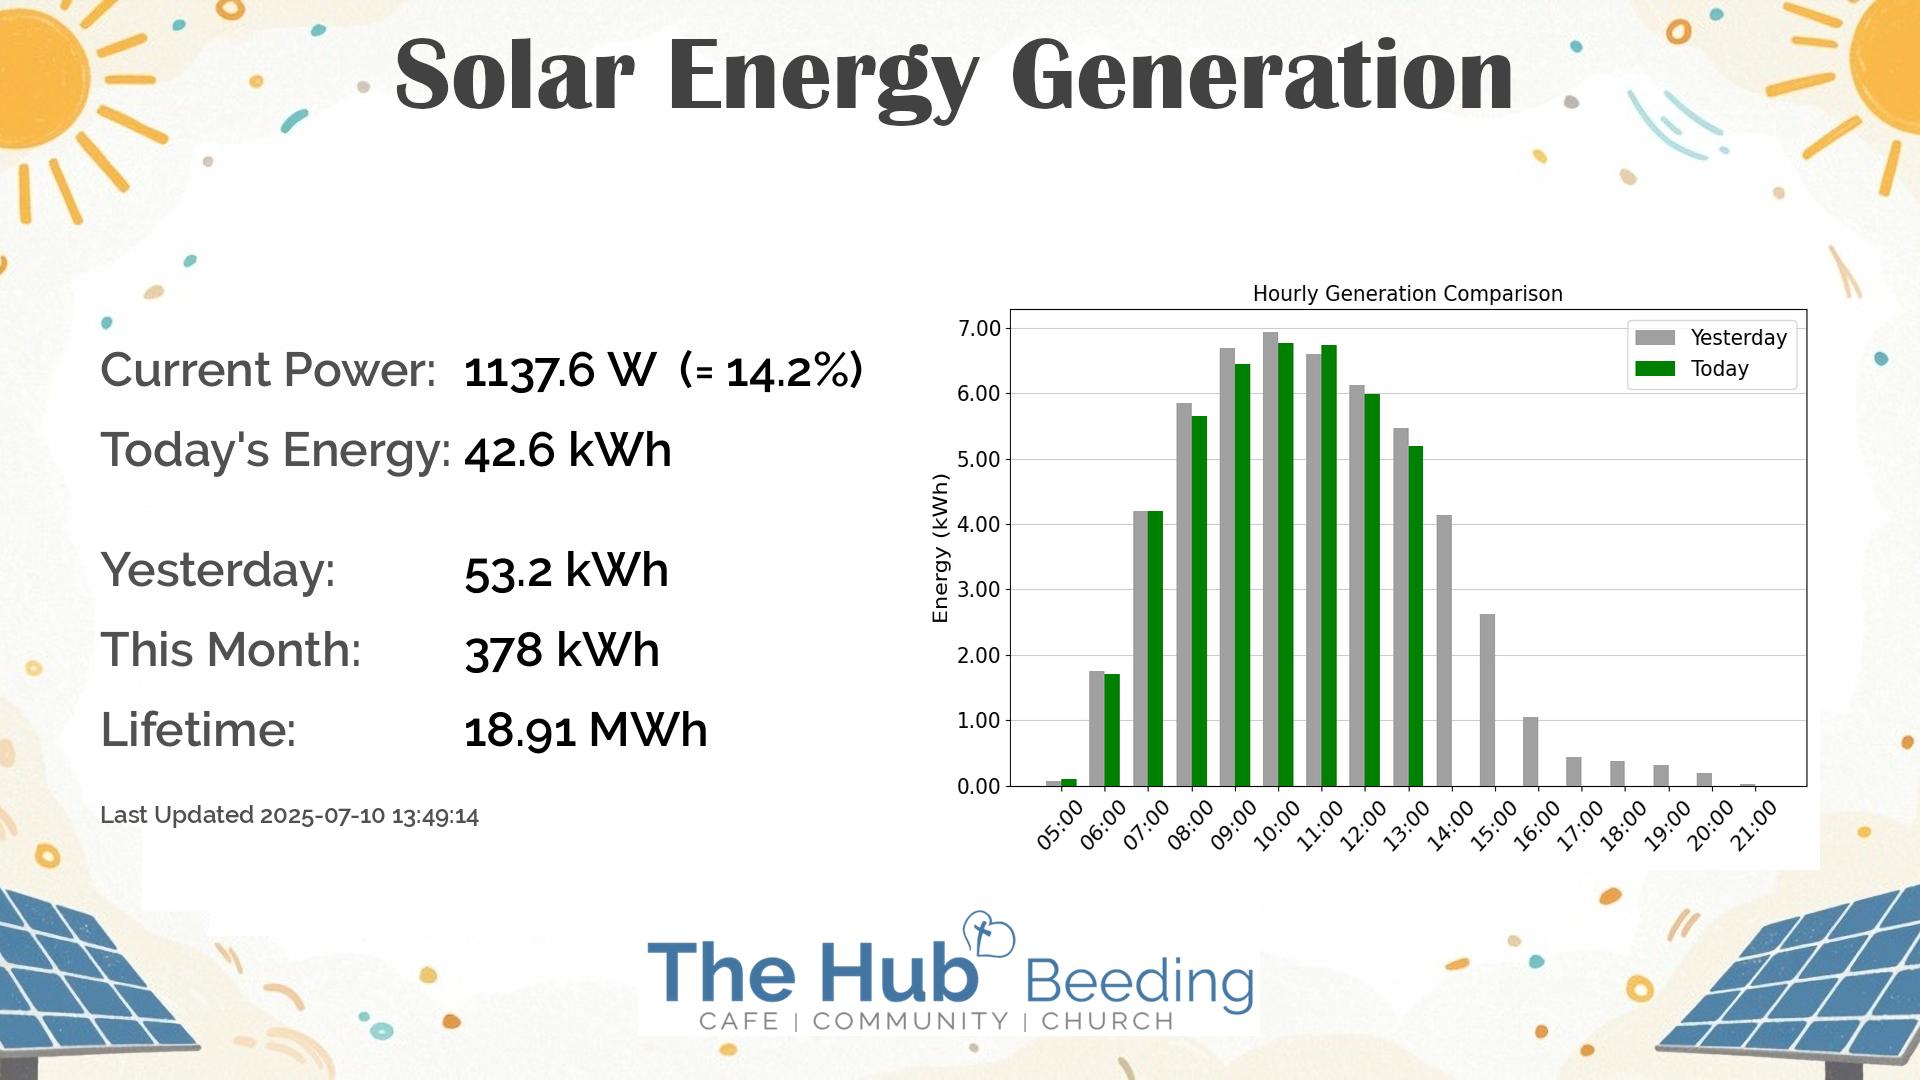 Solar Energy Generation
Current Power: 1137.6 W (= 14.2%)
Today's Energy: 42.6 kWh
Yesterday: 53.2 kWh
This Month: 378 kWh
Lifetime: 18.91 MWh
Last Updated 2025-07-10 13:49:14
Hourly Generation Comparison
Yesterday
Today
Energy (kWh)
7.00
6.00
5.00
4.00
3.00
2.00
1.00
0.00
05:00 06:00 07:00 08:00 09:00 10:00 11:00 12:00 13:00 14:00 15:00 16:00 17:00 18:00 19:00 20:00 21:00
The Hub Beeding
CAFE | COMMUNITY | CHURCH